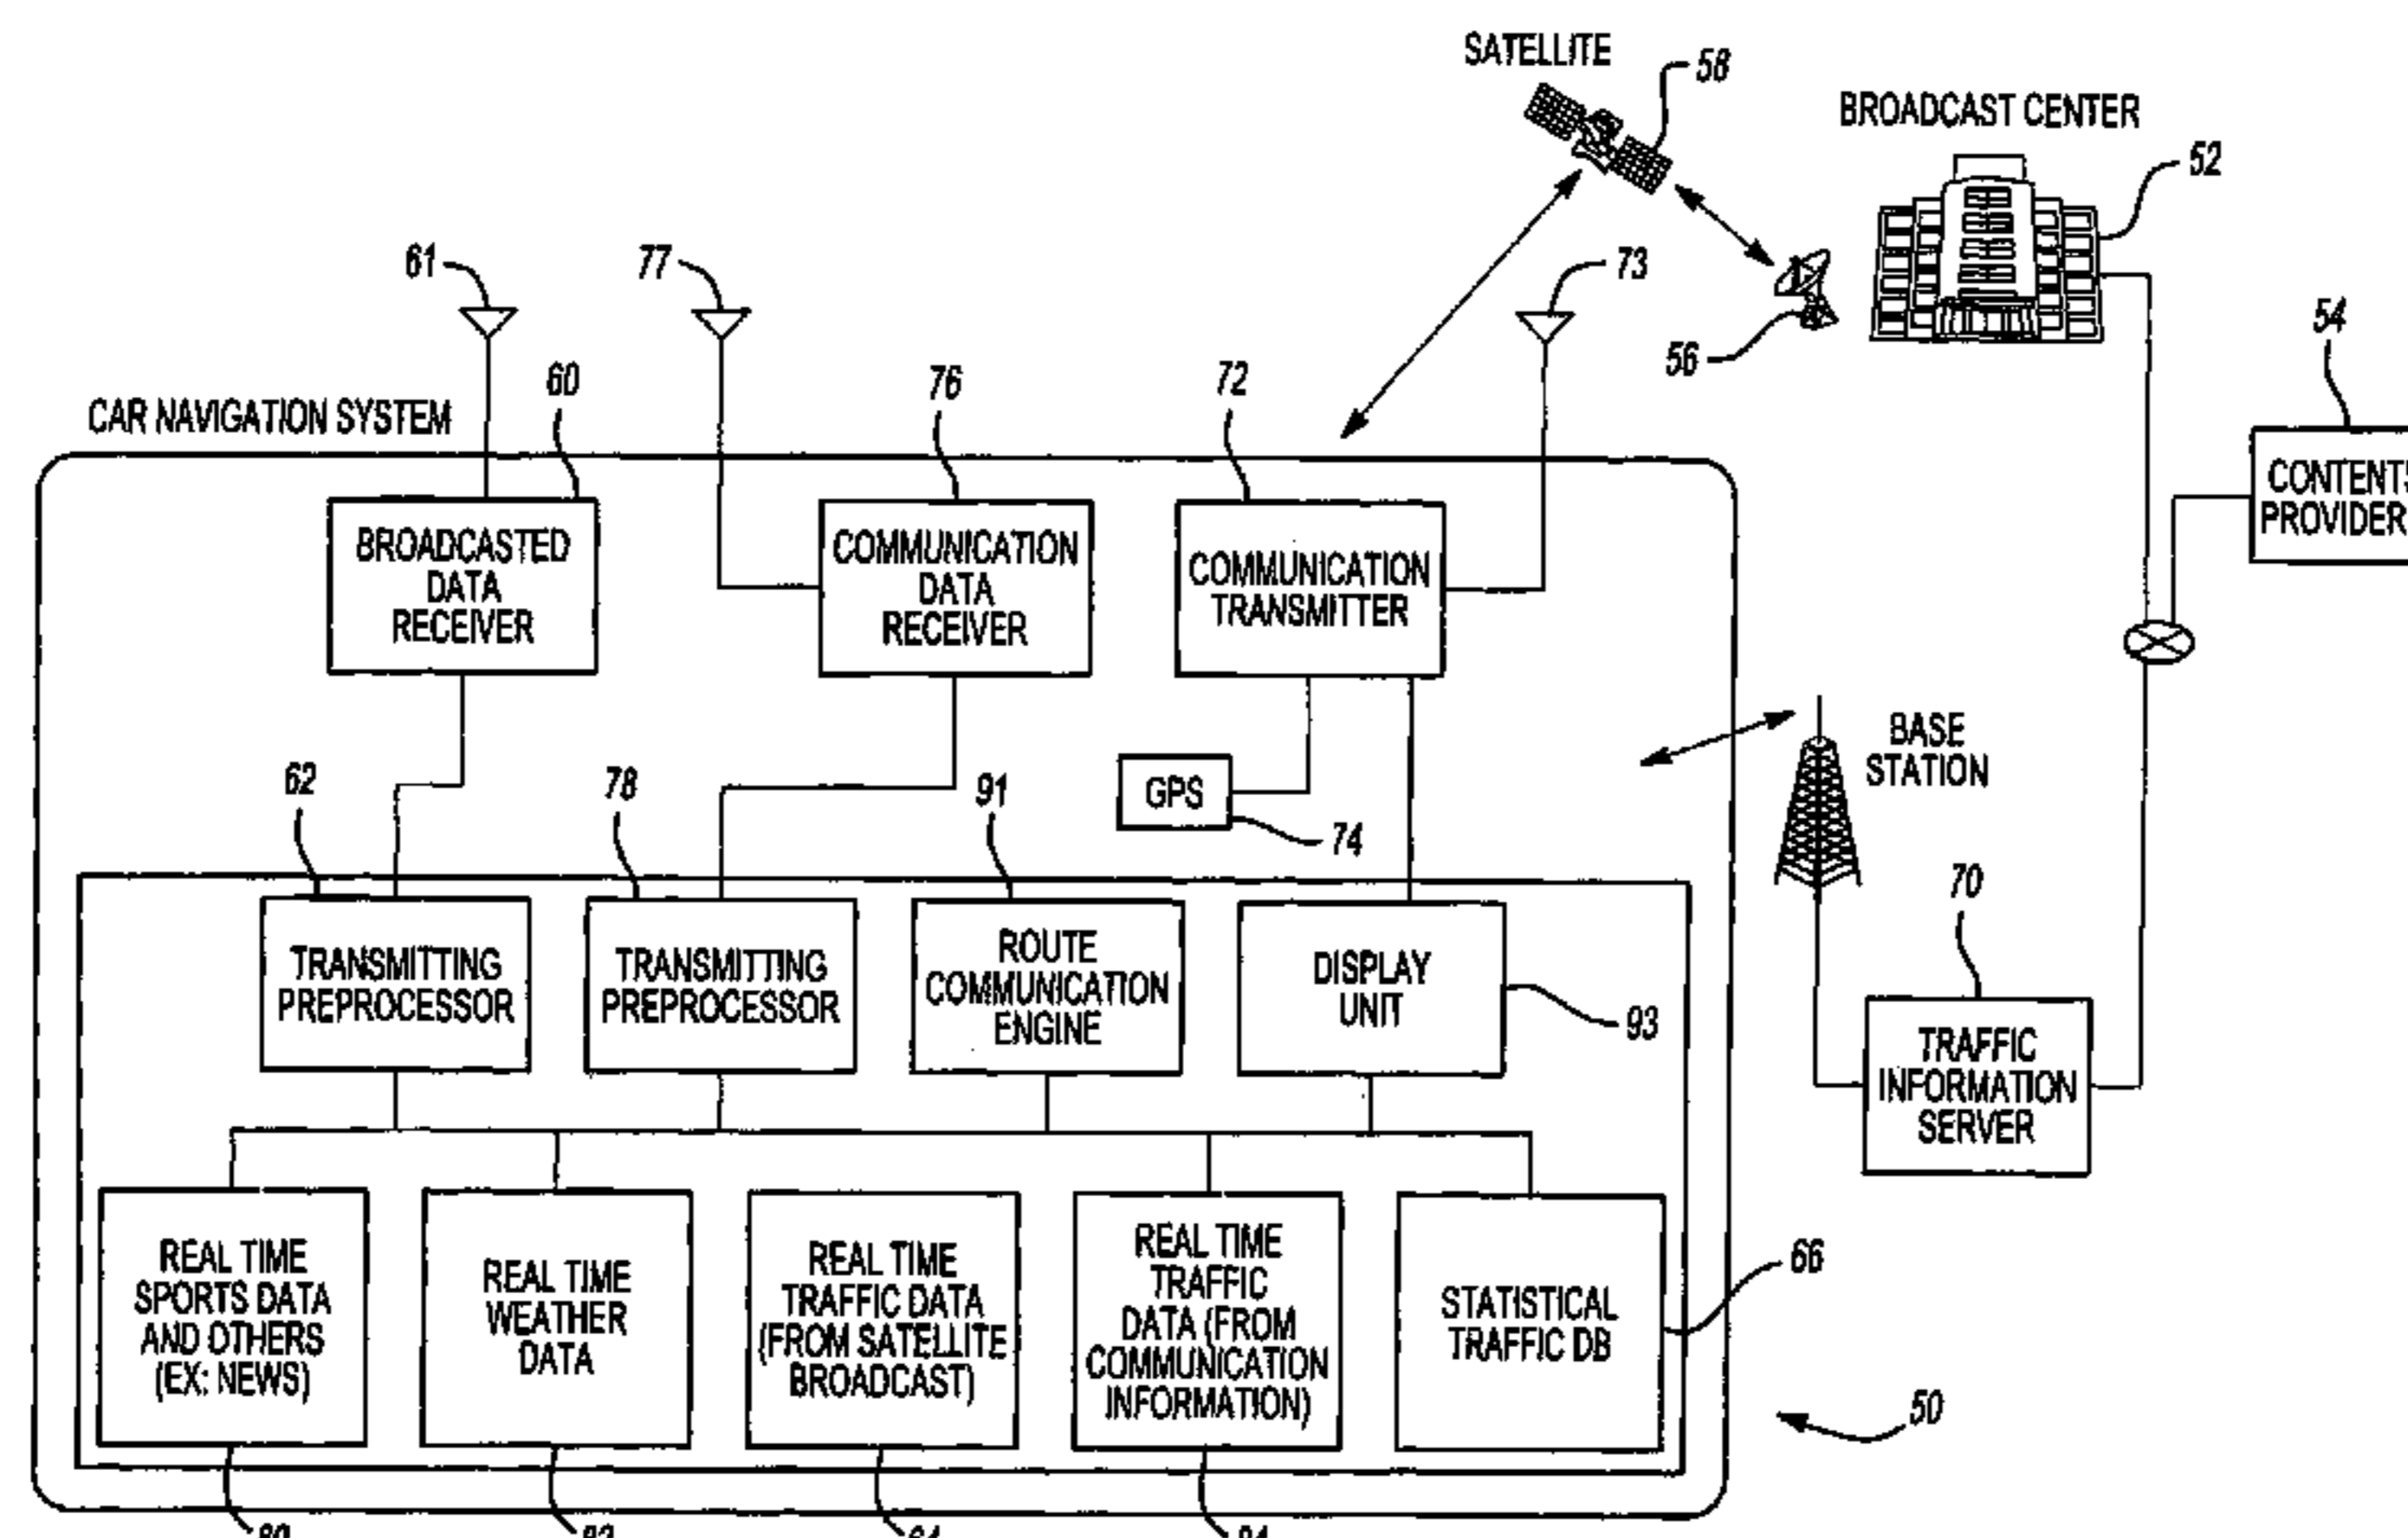 SATELLITE
58
BROADCAST CENTER
52
61
77
73
56
54
CAR NAVIGATION SYSTEM
60
76
72
CONTENTS
PROVIDER
BROADCASTED
DATA
RECEIVER
COMMUNICATION
DATA
RECEIVER
COMMUNICATION
TRANSMITTER
BASE
STATION
62
78
91
GPS
74
70
TRANSMITTING
PREPROCESSOR
TRANSMITTING
PREPROCESSOR
ROUTE
COMMUNICATION
ENGINE
DISPLAY
UNIT
93
TRAFFIC
INFORMATION
SERVER
REAL TIME
SPORTS DATA
AND OTHERS
(EX: NEWS)
REAL TIME
WEATHER
DATA
REAL TIME
TRAFFIC DATA
(FROM SATELLITE
BROADCAST)
REAL TIME
TRAFFIC
DATA (FROM
COMMUNICATION
INFORMATION)
STATISTICAL
TRAFFIC DB
66
50